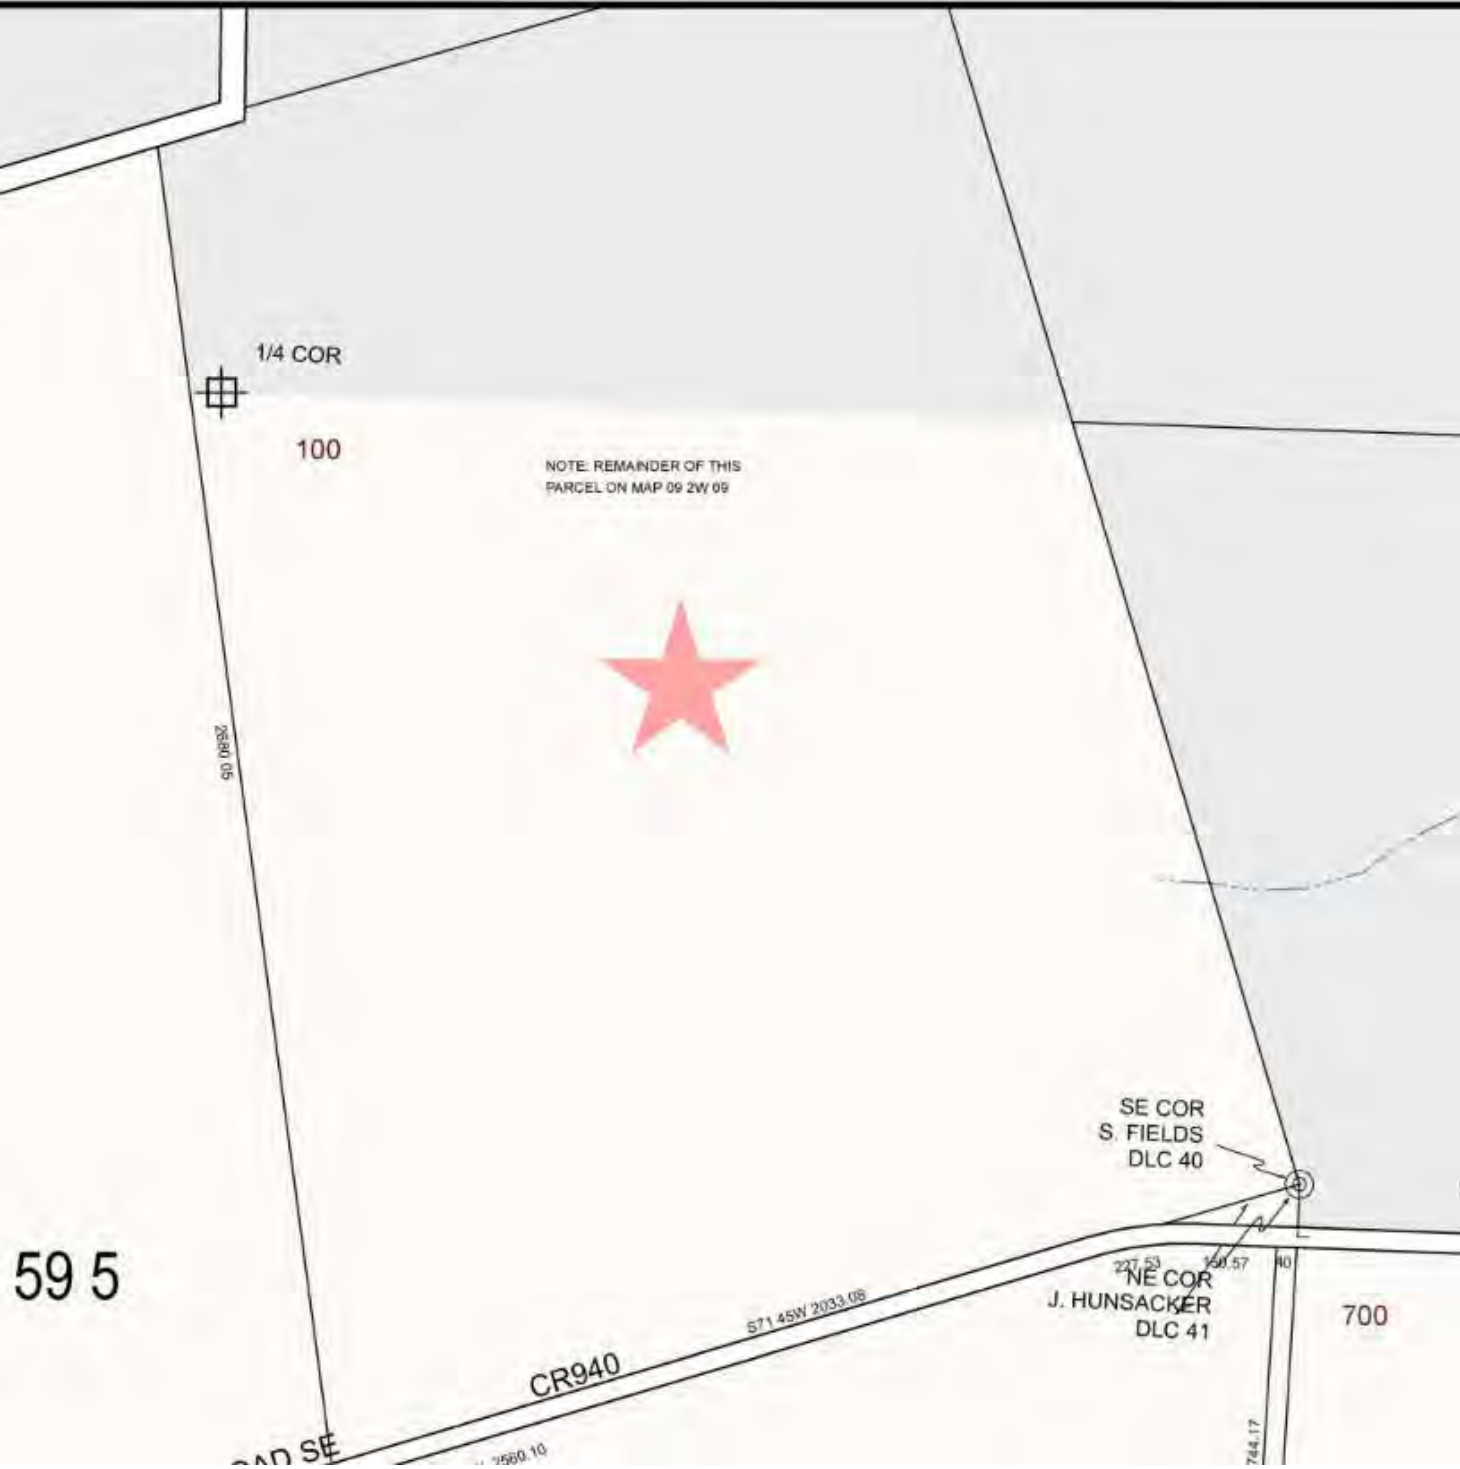 1/4 COR
100
NOTE: REMAINDER OF THIS
PARCEL ON MAP 09 2W 09
2680.05
SE COR
S. FIELDS
DLC 40
59 5
227.53
150.57
40
NE COR
J. HUNSACKER
DLC 41
700
S71 45W 2033.08
CR940
OAD SE
2560.10
744.17